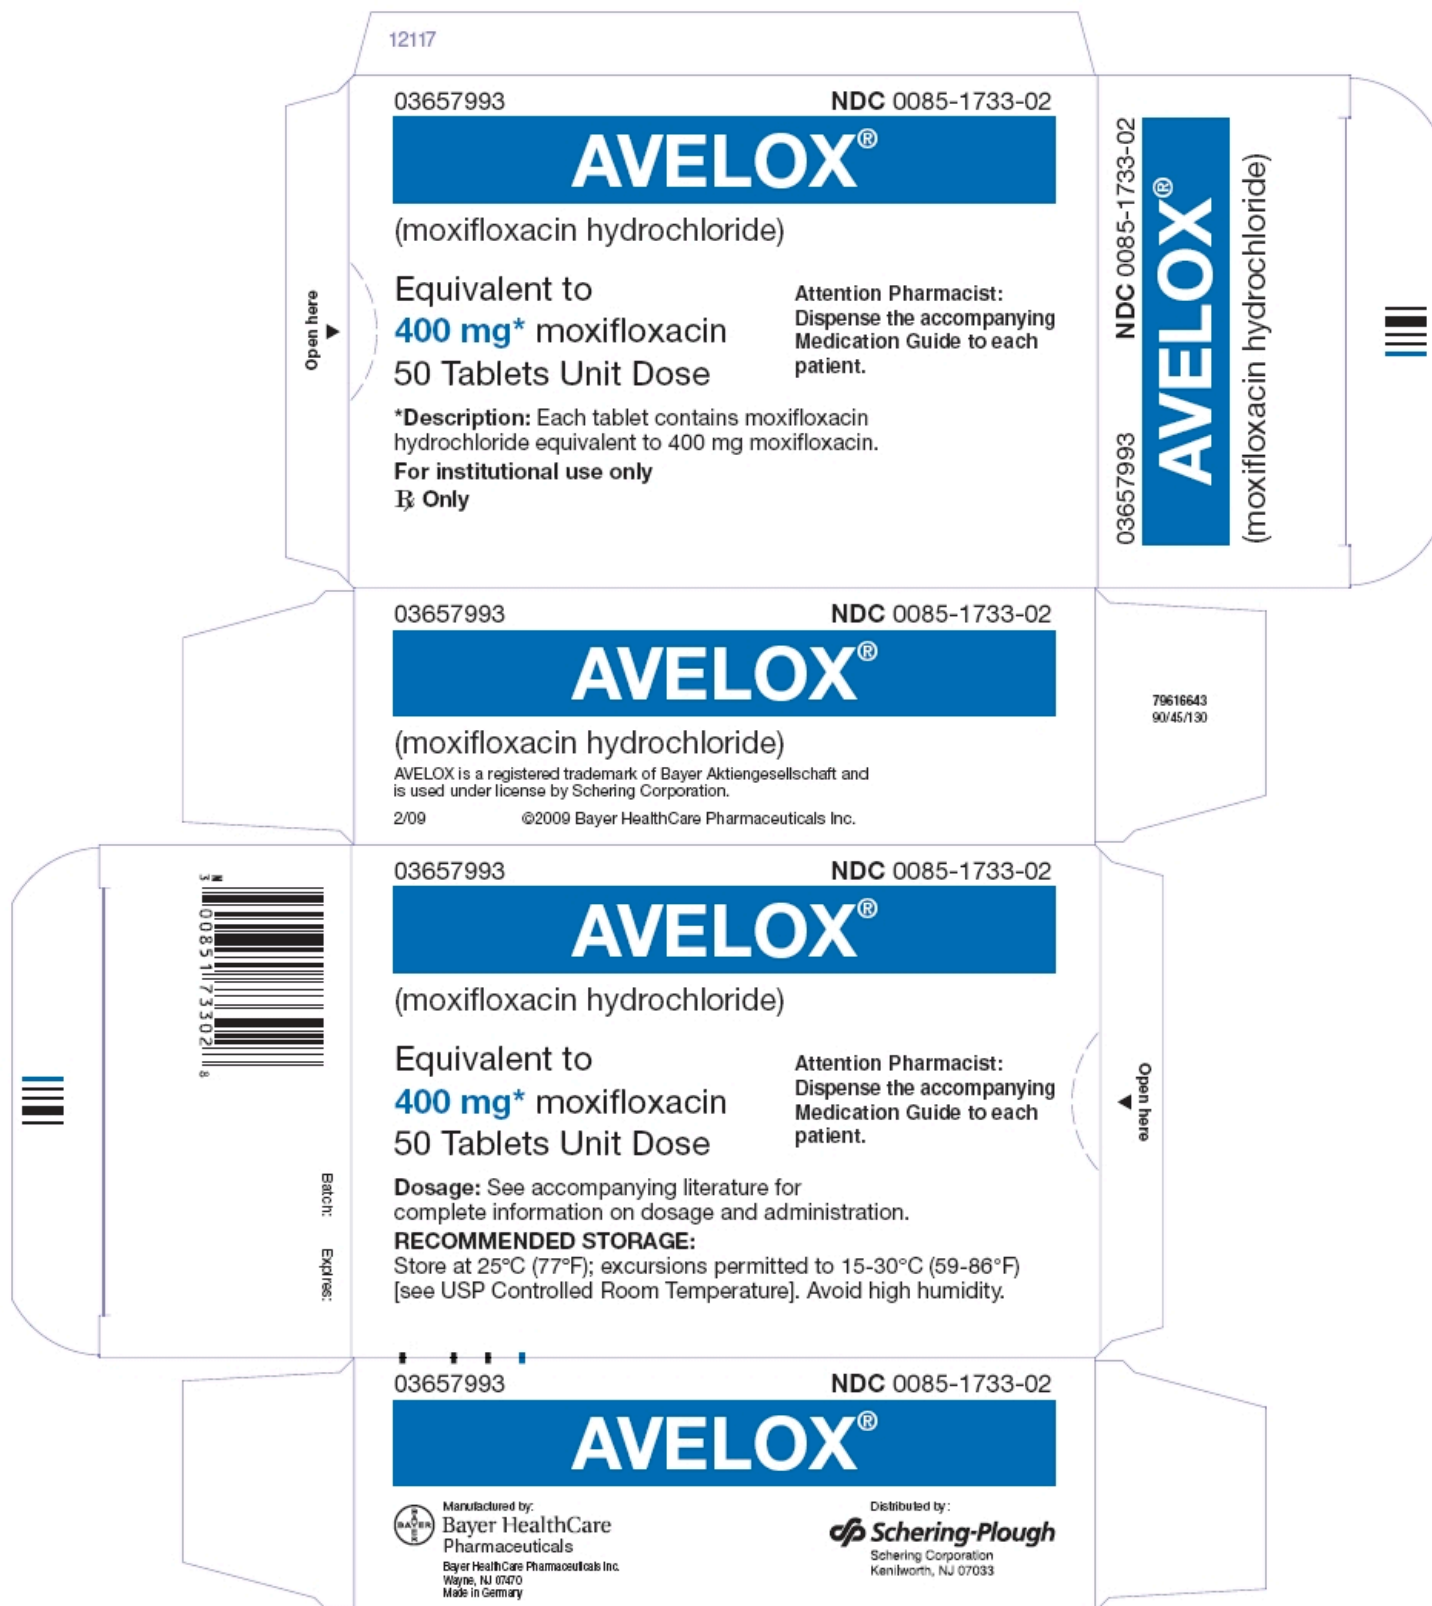 12117
03657993 NDC 0085-1733-02
AVELOX®
(moxifloxacin hydrochloride)
Equivalent to
400 mg* moxifloxacin
50 Tablets Unit Dose
Attention Pharmacist:
Dispense the accompanying
Medication Guide to each
patient.
*Description: Each tablet contains moxifloxacin
hydrochloride equivalent to 400 mg moxifloxacin.
For institutional use only
℞ Only
Open here
03657993 NDC 0085-1733-02
AVELOX®
(moxifloxacin hydrochloride)
03657993 NDC 0085-1733-02
AVELOX®
(moxifloxacin hydrochloride)
AVELOX is a registered trademark of Bayer Aktiengesellschaft and
is used under license by Schering Corporation.
2/09 ©2009 Bayer HealthCare Pharmaceuticals Inc.
79616643
90/45/130
N
3 0085173302 8
Batch: Expires:
03657993 NDC 0085-1733-02
AVELOX®
(moxifloxacin hydrochloride)
Equivalent to
400 mg* moxifloxacin
50 Tablets Unit Dose
Attention Pharmacist:
Dispense the accompanying
Medication Guide to each
patient.
Dosage: See accompanying literature for
complete information on dosage and administration.
RECOMMENDED STORAGE:
Store at 25°C (77°F); excursions permitted to 15-30°C (59-86°F)
[see USP Controlled Room Temperature]. Avoid high humidity.
Open here
03657993 NDC 0085-1733-02
AVELOX®
BAYER
BAYER
Manufactured by:
Bayer HealthCare
Pharmaceuticals
Bayer HealthCare Pharmaceuticals Inc.
Wayne, NJ 07470
Made in Germany
Distributed by:
Schering-Plough
Schering Corporation
Kenilworth, NJ 07033